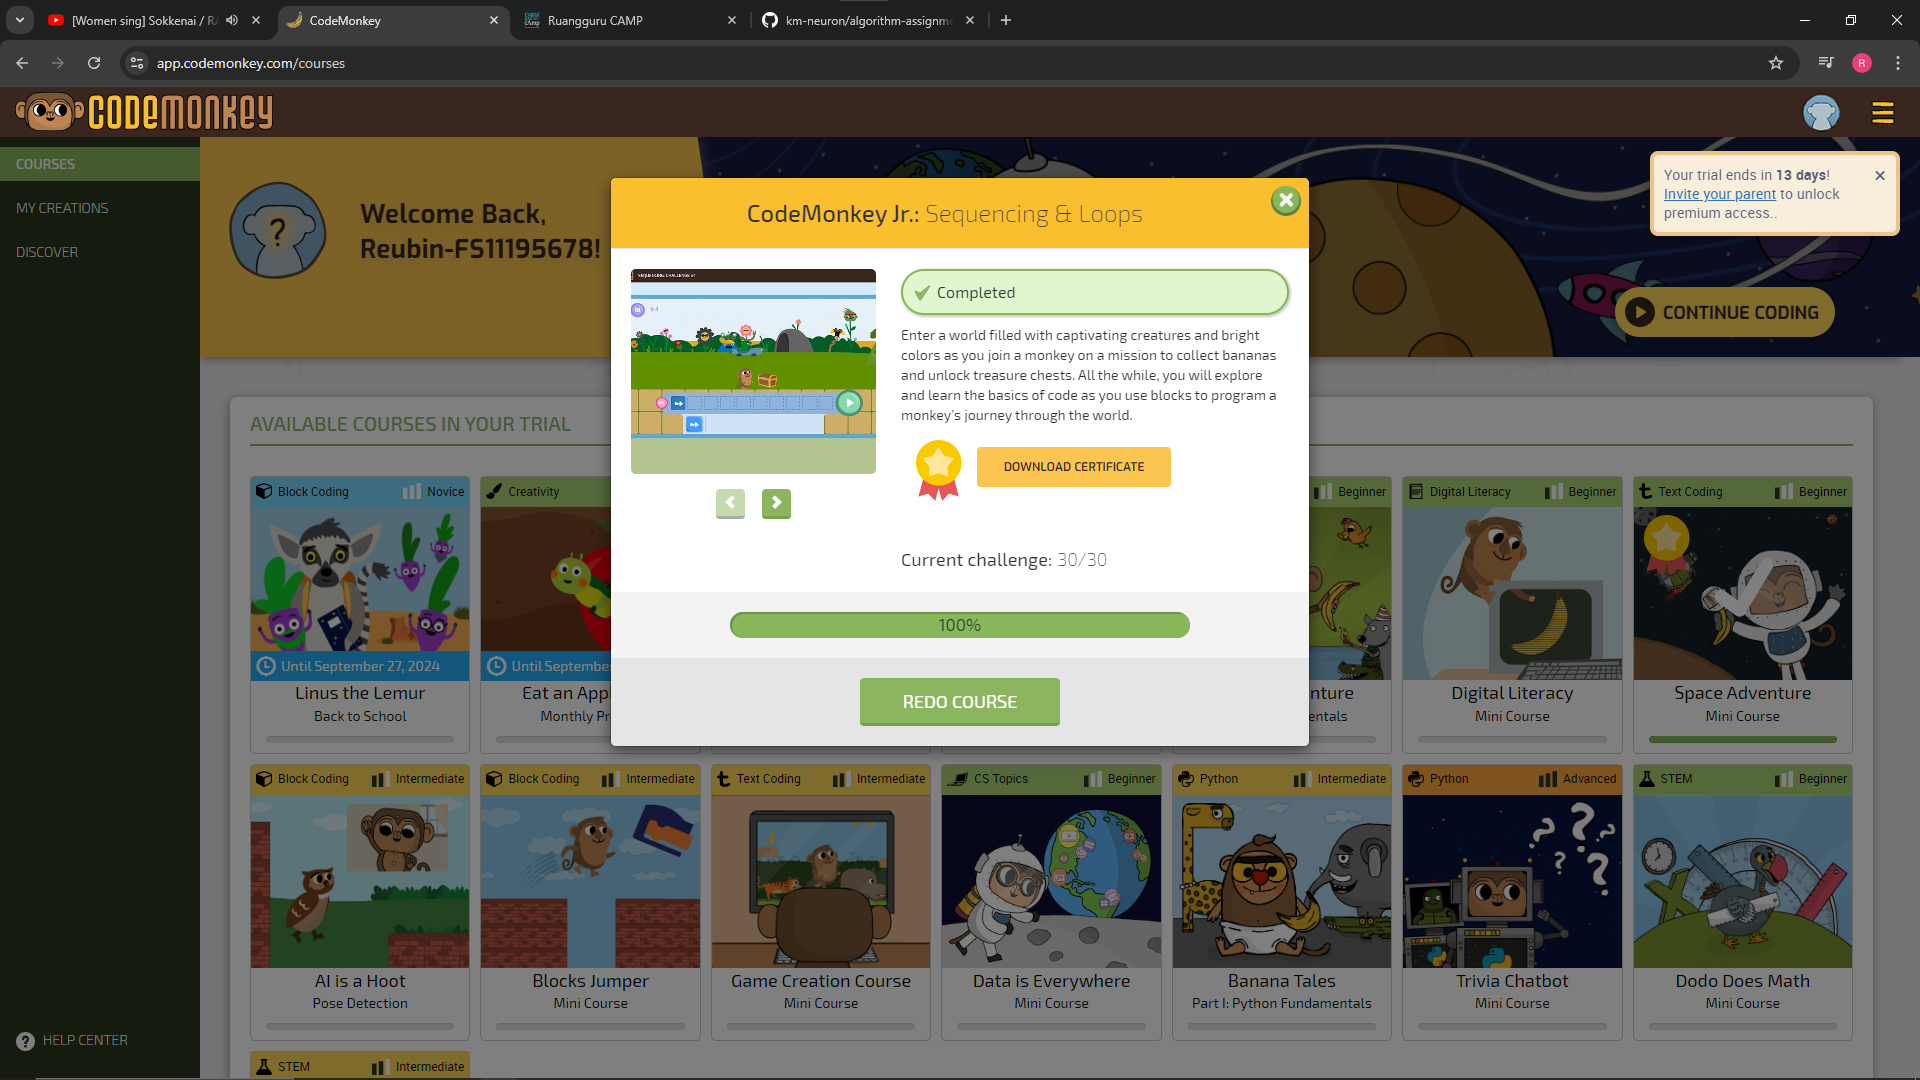 [Women sing] Sokkenai / RA
CodeMonkey
Ruangguru CAMP
km-neuron/algorithm-assignme
app.codemonkey.com/courses
R
CODEMONKEY
COURSES
MY CREATIONS
DISCOVER
HELP CENTER
?
Welcome Back,
Reubin-FS11195678!
Your trial ends in 13 days!
Invite your parent to unlock
premium access..
CONTINUE CODING
CodeMonkey Jr.: Sequencing & Loops
SEQUENCING CHALLENGE #1
Completed
Enter a world filled with captivating creatures and bright
colors as you join a monkey on a mission to collect bananas
and unlock treasure chests. All the while, you will explore
and learn the basics of code as you use blocks to program a
monkey's journey through the world.
DOWNLOAD CERTIFICATE
Current challenge: 30/30
100%
REDO COURSE
AVAILABLE COURSES IN YOUR TRIAL
Block Coding Novice
Until September 27, 2024
Linus the Lemur
Back to School
Creativity
Until September
Eat an App
Monthly Pr
Beginner
nture
entals
Digital Literacy Beginner
Digital Literacy
Mini Course
Text Coding Beginner
Space Adventure
Mini Course
Block Coding Intermediate
AI is a Hoot
Pose Detection
Block Coding Intermediate
Blocks Jumper
Mini Course
Text Coding Intermediate
Game Creation Course
Mini Course
CS Topics Beginner
Data is Everywhere
Mini Course
Python Intermediate
Banana Tales
Part I: Python Fundamentals
Python Advanced
? ? ? ?
Trivia Chatbot
Mini Course
STEM Beginner
Dodo Does Math
Mini Course
STEM Intermediate